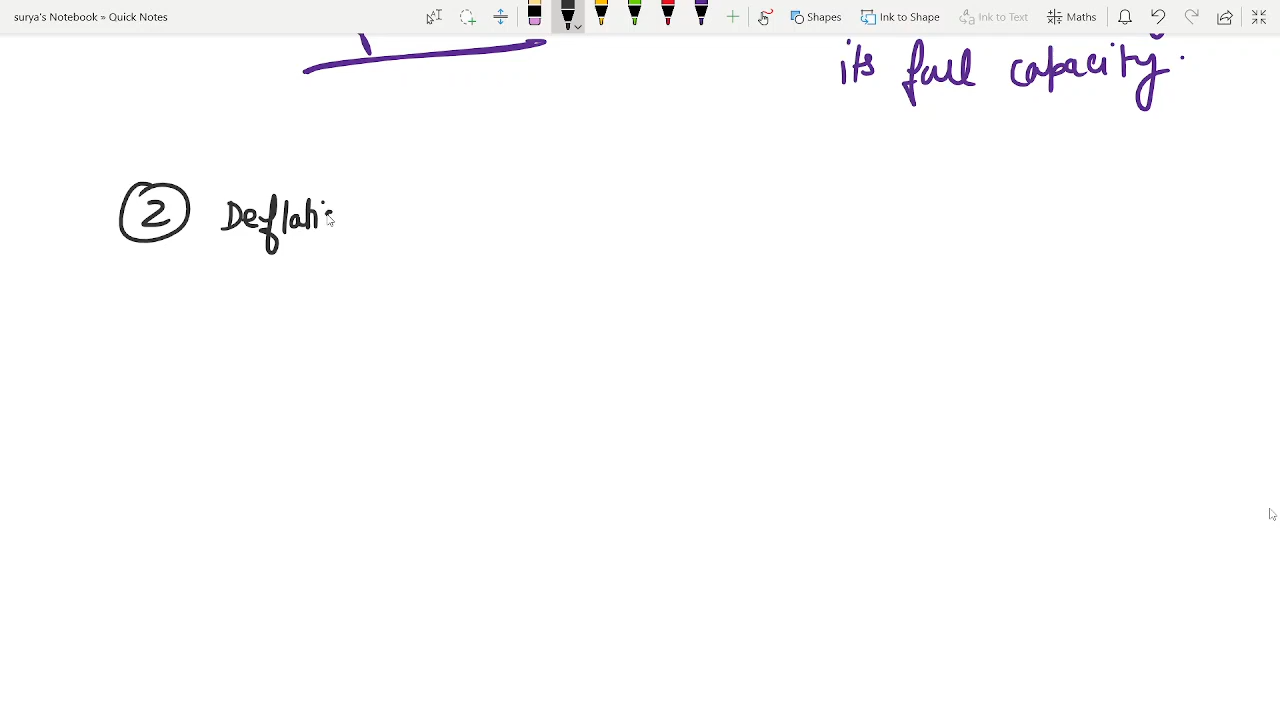 surya's Notebook » Quick Notes
Shapes
Ink to Shape
Ink to Text
Maths
its full capacity.
2 Deflati